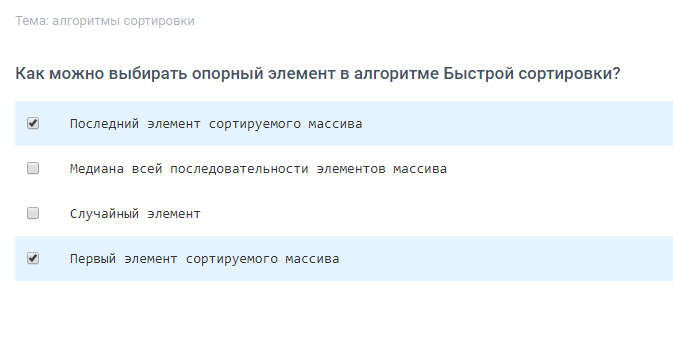 Тема: алгоритмы сортировки
Как можно выбирать опорный элемент в алгоритме Быстрой сортировки?
Последний элемент сортируемого массива
Медиана всей последовательности элементов массива
Случайный элемент
Первый элемент сортируемого массива